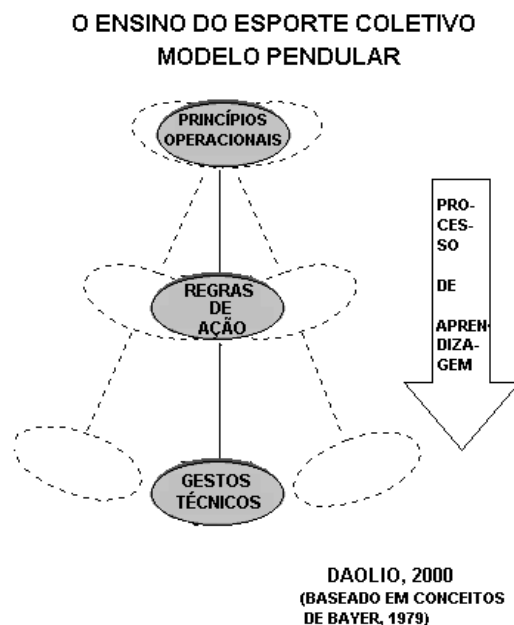 O ENSINO DO ESPORTE COLETIVO
MODELO PENDULAR
PRINCÍPIOS
OPERACIONAIS
REGRAS
DE
AÇÃO
GESTOS
TÉCNICOS
PRO-
CES-
SO
DE
APREN-
DIZA-
GEM
DAOLIO, 2000
(BASEADO EM CONCEITOS
DE BAYER, 1979)